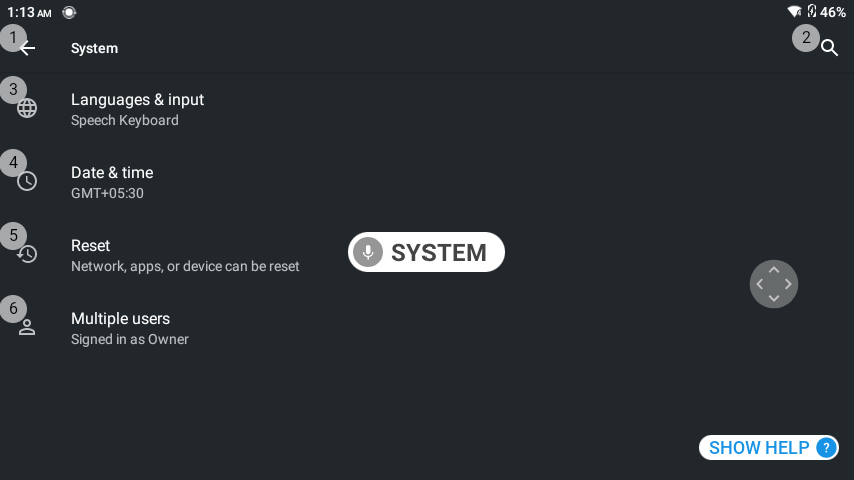 1:13 AM
46%
1
System
2
3
Languages & input
Speech Keyboard
4
Date & time
GMT+05:30
5
Reset
Network, apps, or device can be reset
SYSTEM
6
Multiple users
Signed in as Owner
SHOW HELP ?